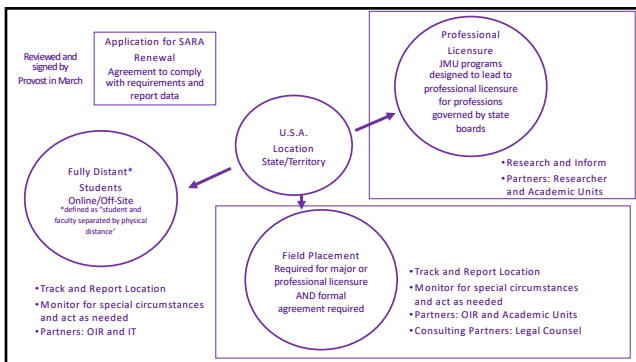 Reviewed and
signed by
Provost in March
Application for SARA
Renewal
Agreement to comply
with requirements and
report data
Professional
Licensure
JMU programs
designed to lead to
professional licensure
for professions
governed by state
boards
U.S.A.
Location
State/Territory
• Research and Inform
• Partners: Researcher
and Academic Units
Fully Distant*
Students
Online/Off-Site
*defined as "student and
faculty separated by physical
distance"
• Track and Report Location
• Monitor for special circumstances
and act as needed
• Partners: OIR and IT
Field Placement
Required for major or
professional licensure
AND formal
agreement required
• Track and Report Location
• Monitor for special circumstances
and act as needed
• Partners: OIR and Academic Units
• Consulting Partners: Legal Counsel